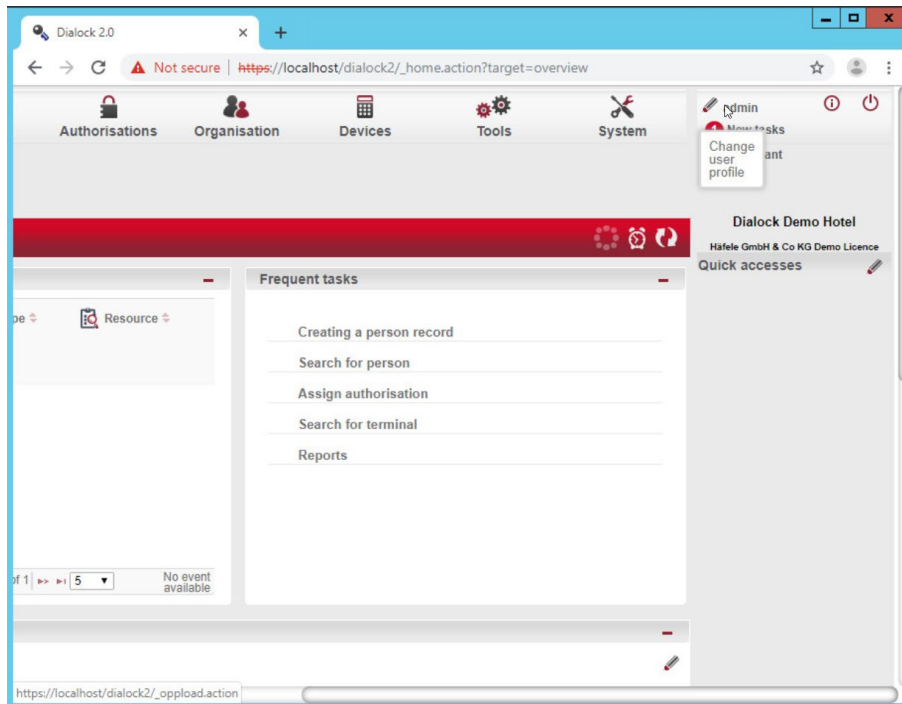 Dialock 2.0
Not secure | https://localhost/dialock2/_home.action?target=overview
Authorisations Organisation Devices Tools System
admin
1 New tasks
ant
Change
user
profile
Dialock Demo Hotel
Häfele GmbH & Co KG Demo Licence
Quick accesses
Frequent tasks
pe Resource
Creating a person record
Search for person
Assign authorisation
Search for terminal
Reports
of 1 5 No event
available
https://localhost/dialock2/_oppload.action